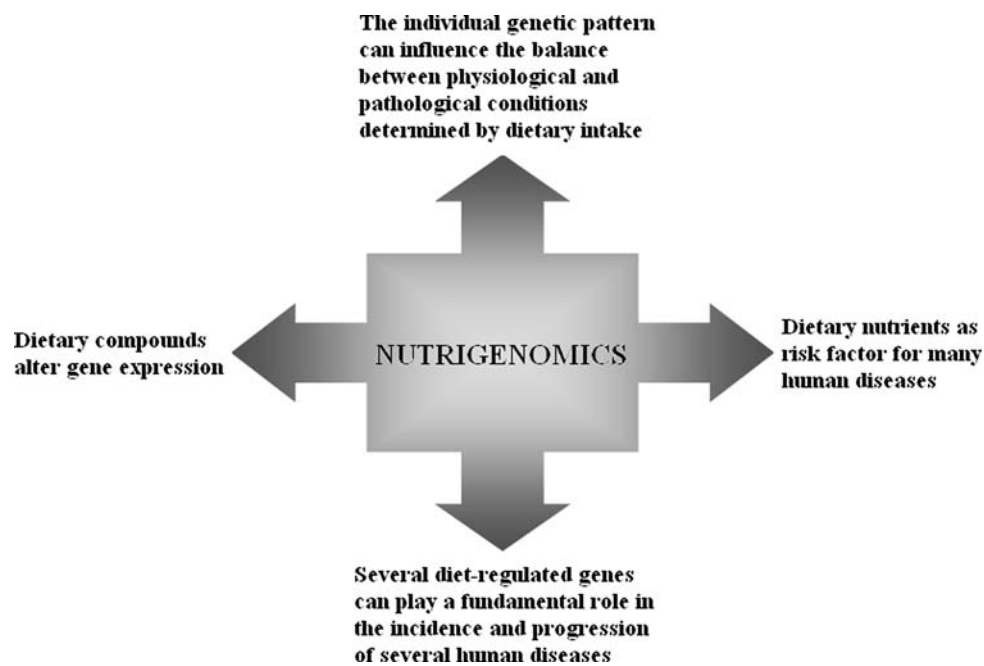 The individual genetic pattern
can influence the balance
between physiological and
pathological conditions
determined by dietary intake
Dietary compounds
alter gene expression
NUTRIGENOMICS
Dietary nutrients as
risk factor for many
human diseases
Several diet-regulated genes
can play a fundamental role in
the incidence and progression
of several human diseases